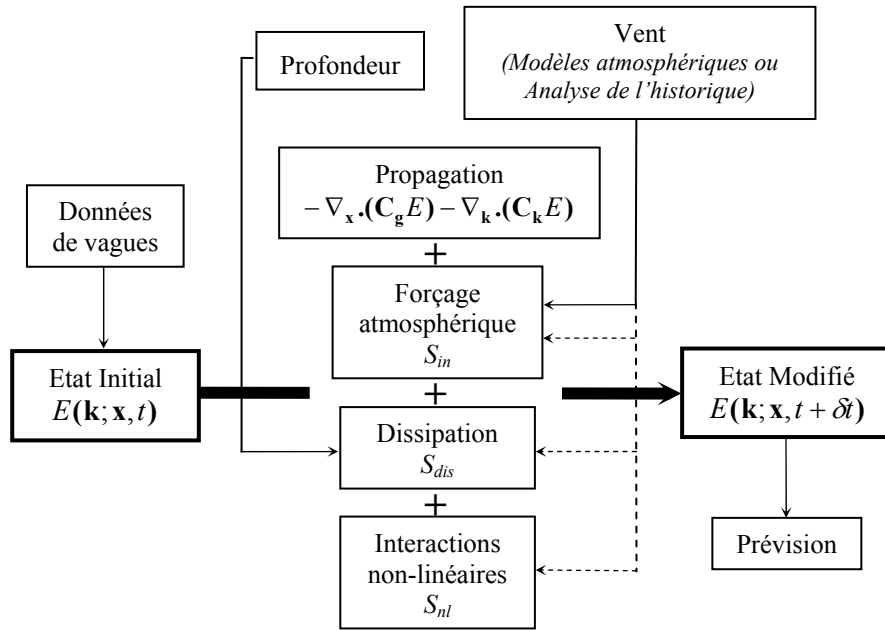 Profondeur
Vent
(Modèles atmosphériques ou
Analyse de l’historique)
Propagation
− ∇x.(CgE) − ∇k.(CkE)
Données
de vagues
+
Forçage
atmosphérique
Sin
Etat Initial
E(k; x, t)
+
Etat Modifié
E(k; x, t + δt)
Dissipation
Sdis
+
Interactions
non-linéaires
Snl
Prévision